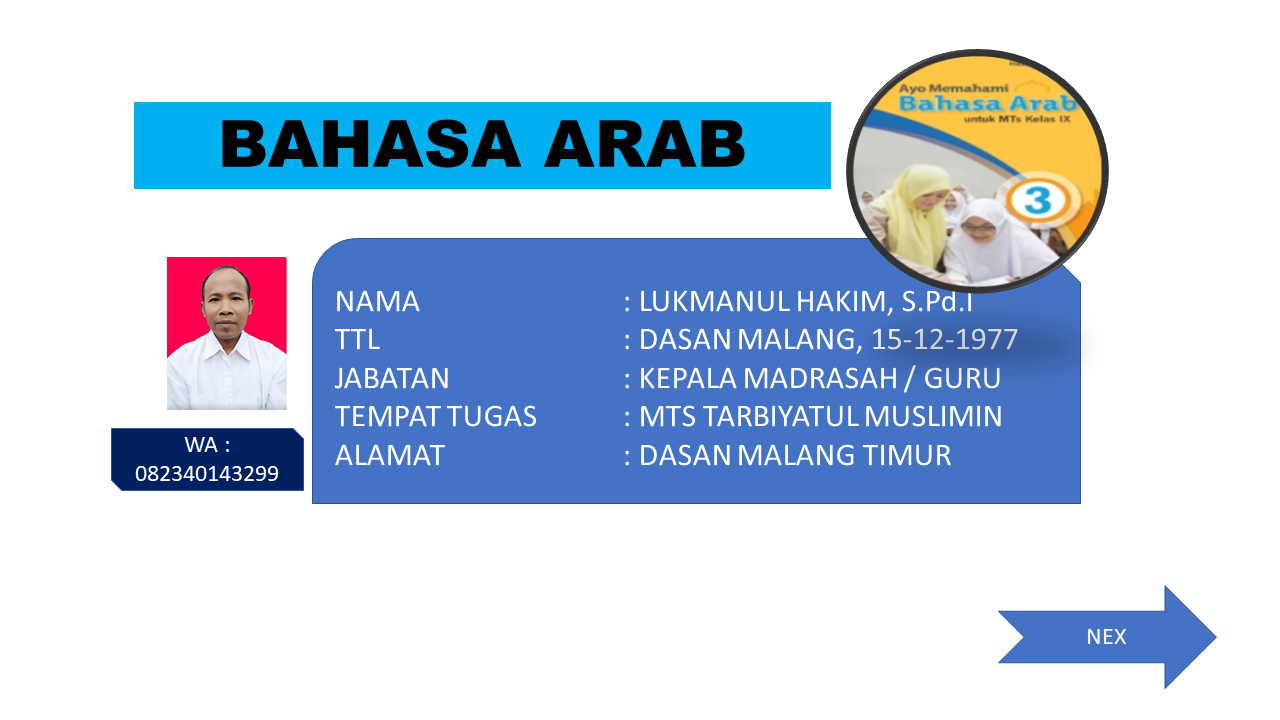 BAHASA ARAB
Ayo Memahami
Bahasa Arab
untuk MTs Kelas IX
3
NAMA : LUKMANUL HAKIM, S.Pd.I
TTL : DASAN MALANG, 15-12-1977
JABATAN : KEPALA MADRASAH / GURU
TEMPAT TUGAS : MTS TARBIYATUL MUSLIMIN
ALAMAT : DASAN MALANG TIMUR
WA :
082340143299
NEX